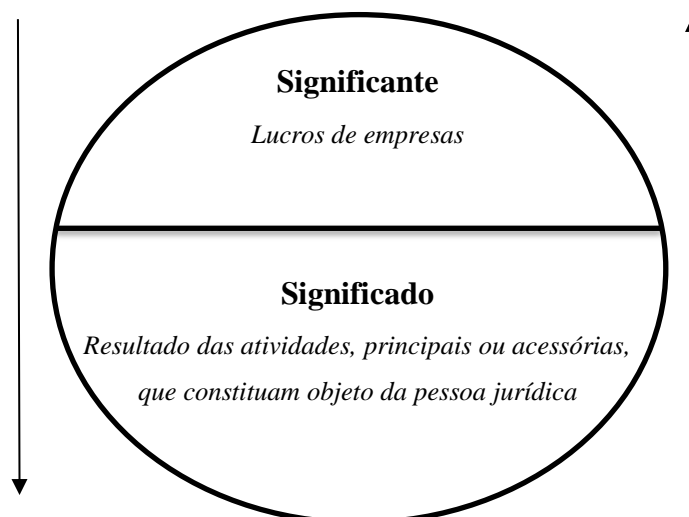 Significante
Lucros de empresas
Significado
Resultado das atividades, principais ou acessórias,
que constituam objeto da pessoa jurídica